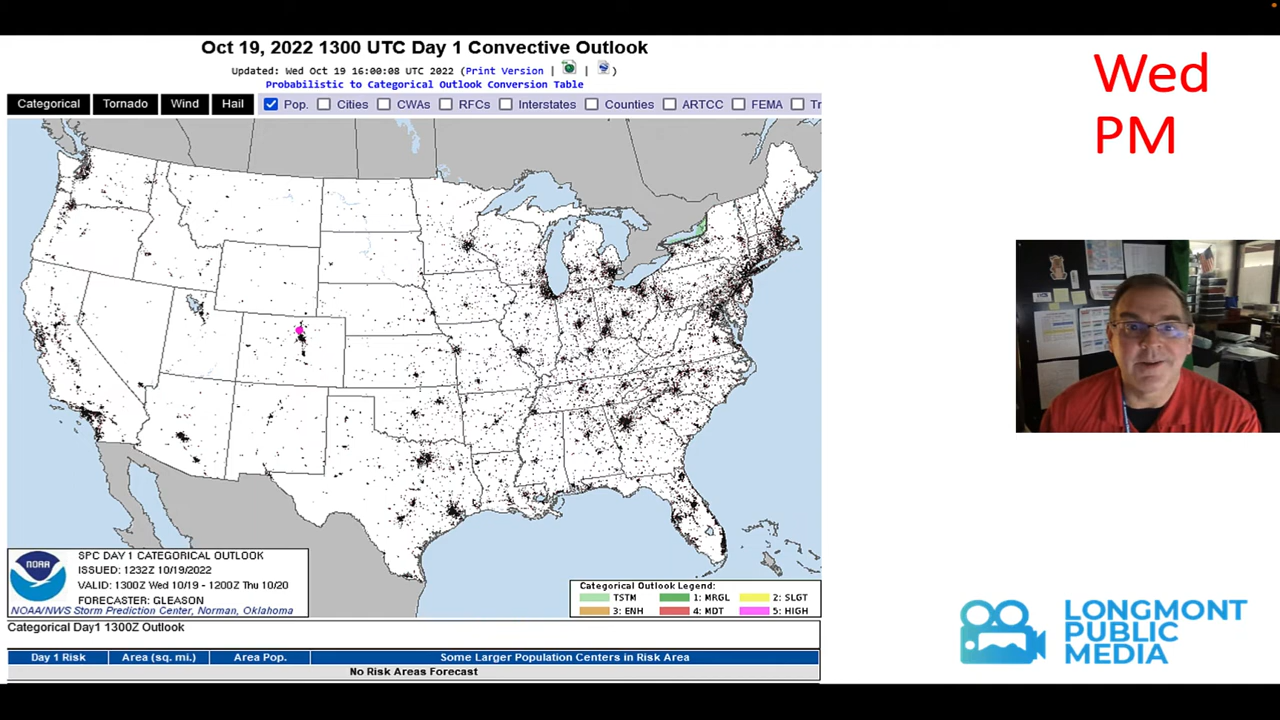 Oct 19, 2022 1300 UTC Day 1 Convective Outlook
Updated: Wed Oct 19 16:00:08 UTC 2022 (Print Version | | )
Probabilistic to Categorical Outlook Conversion Table
Categorical Tornado Wind Hail Pop. Cities CWAs RFCs Interstates Counties ARTCC FEMA Tr
Wed
PM
SPC DAY 1 CATEGORICAL OUTLOOK
ISSUED: 1232Z 10/19/2022
VALID: 1300Z Wed 10/19 - 1200Z Thu 10/20
FORECASTER: GLEASON
NOAA/NWS Storm Prediction Center, Norman, Oklahoma
NOAA
Categorical Outlook Legend:
TSTM 1: MRGL 2: SLGT
3: ENH 4: MDT 5: HIGH
Categorical Day1 1300Z Outlook
Day 1 Risk Area (sq. mi.) Area Pop. Some Larger Population Centers in Risk Area
No Risk Areas Forecast
LONGMONT
PUBLIC
MEDIA